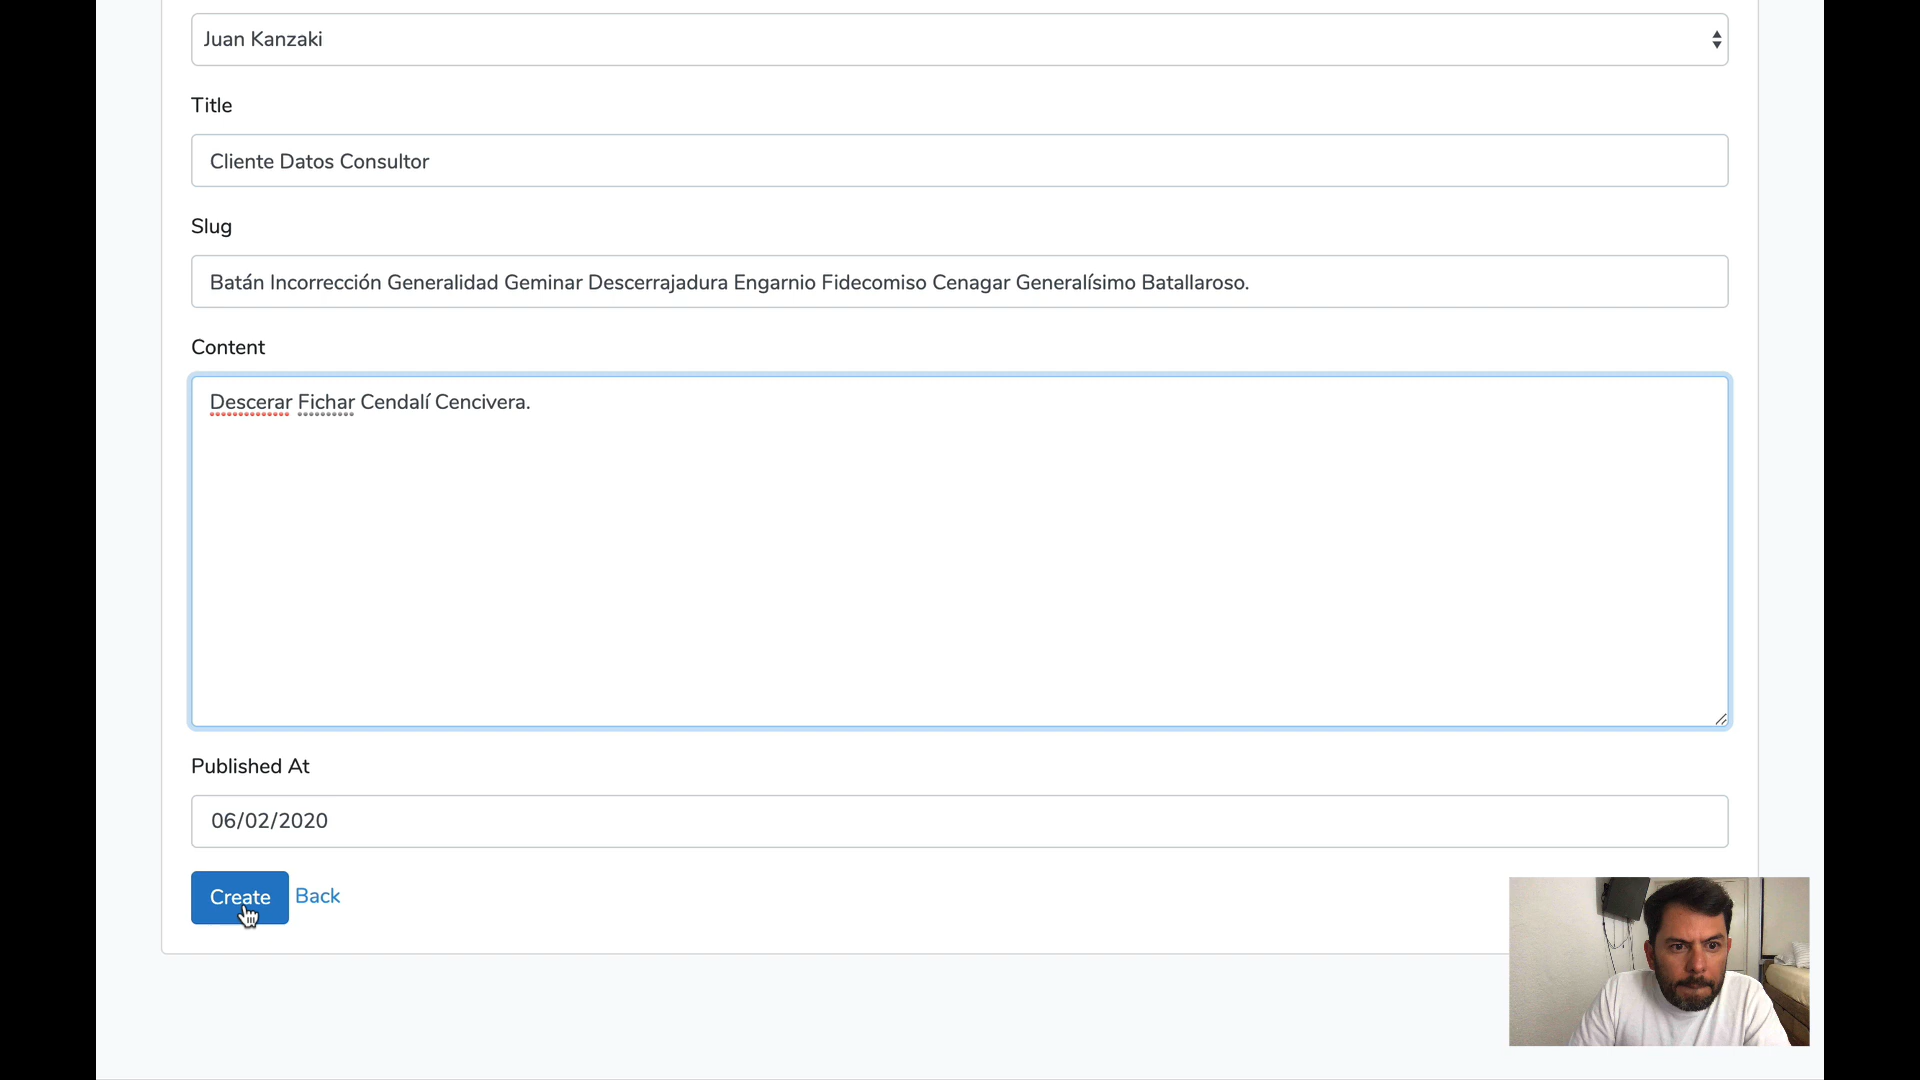 Juan Kanzaki
Title
Cliente Datos Consultor
Slug
Batán Incorrección Generalidad Geminar Descerrajadura Engarnio Fidecomiso Cenagar Generalísimo Batallaroso.
Content
Descerar Fichar Cendalí Cencivera.
Published At
06/02/2020
Create Back